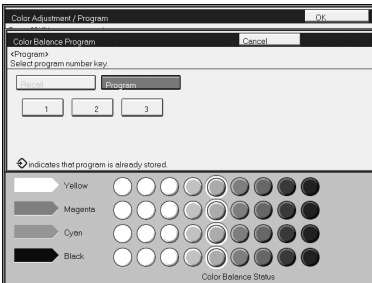 Color Adjustment / Program
OK
Color Balance Program
Cancel
<Program>
Select program number key.
Recall
Program
1
2
3
indicates that program is already stored.
Yellow
Magenta
Cyan
Black
Color Balance Status